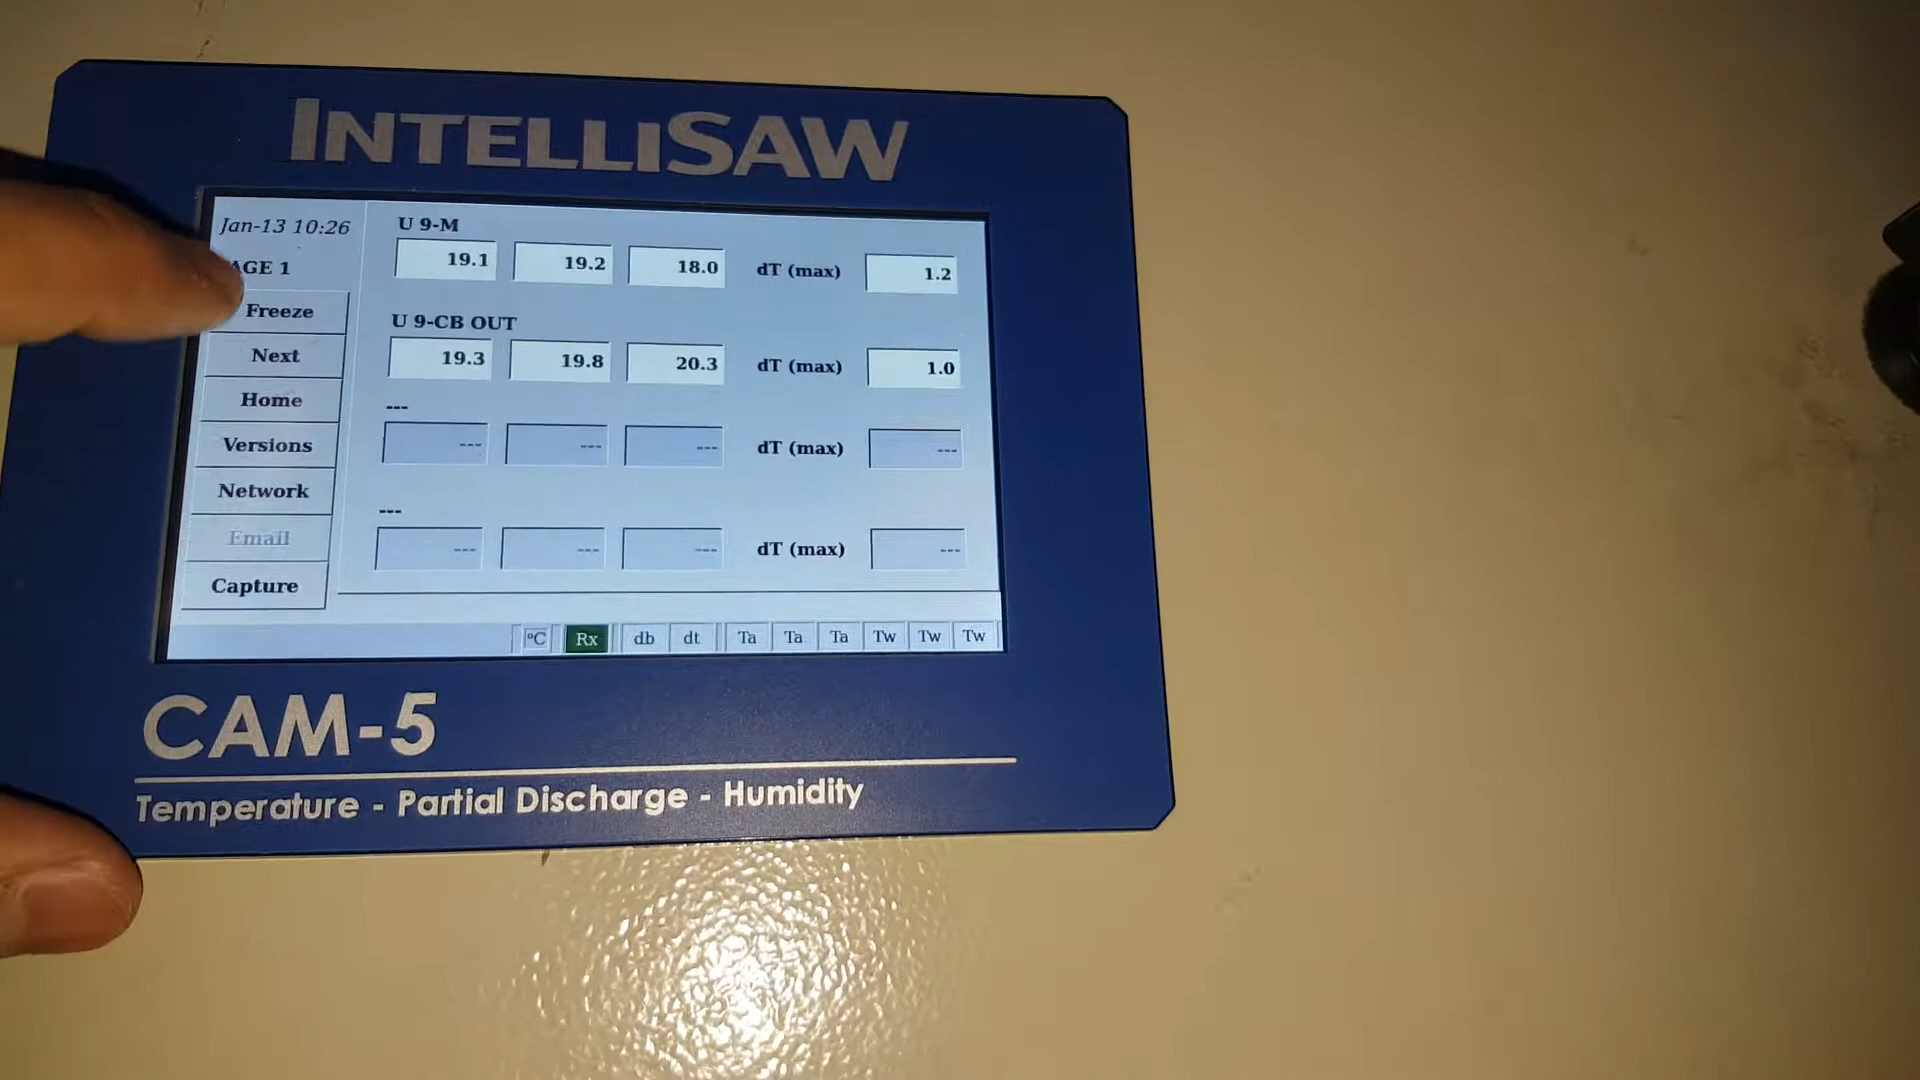 INTELLISAW
Jan-13 10:26
AGE 1
Freeze
Next
Home
Versions
Network
Email
Capture
U 9-M
19.1 19.2 18.0 dT (max) 1.2
U 9-CB OUT
19.3 19.8 20.3 dT (max) 1.0
---
--- --- --- dT (max) ---
---
--- --- --- dT (max) ---
°C Rx db dt Ta Ta Ta Tw Tw Tw
CAM-5
Temperature - Partial Discharge - Humidity